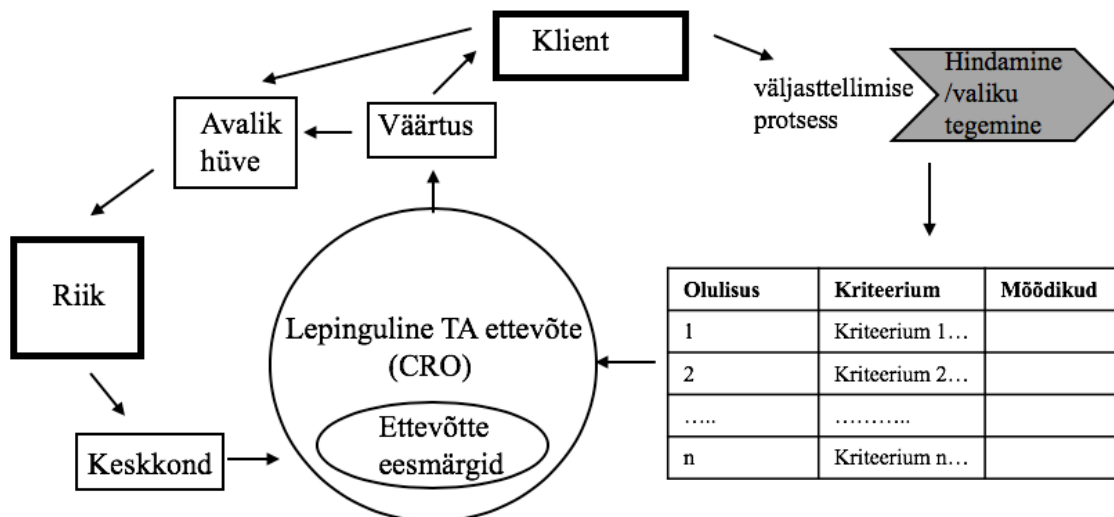 Klient
väljasttellimise
protsess
Hindamine
/valiku
tegemine
Avalik
hüve
Väärtus
Riik
Lepinguline TA ettevõte
(CRO)
Ettevõtte
eesmärgid
Keskkond
Olulisus Kriteerium Mõõdikud
1 Kriteerium 1…
2 Kriteerium 2…
….. ………..
n Kriteerium n…